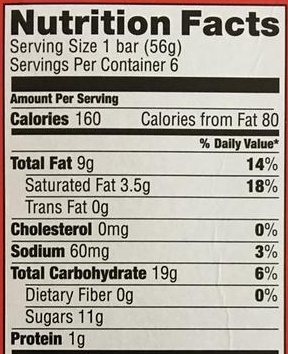 Nutrition Facts
Serving Size 1 bar (56g)
Servings Per Container 6
Amount Per Serving
Calories 160 Calories from Fat 80
% Daily Value*
Total Fat 9g 14%
Saturated Fat 3.5g 18%
Trans Fat 0g
Cholesterol 0mg 0%
Sodium 60mg 3%
Total Carbohydrate 19g 6%
Dietary Fiber 0g 0%
Sugars 11g
Protein 1g